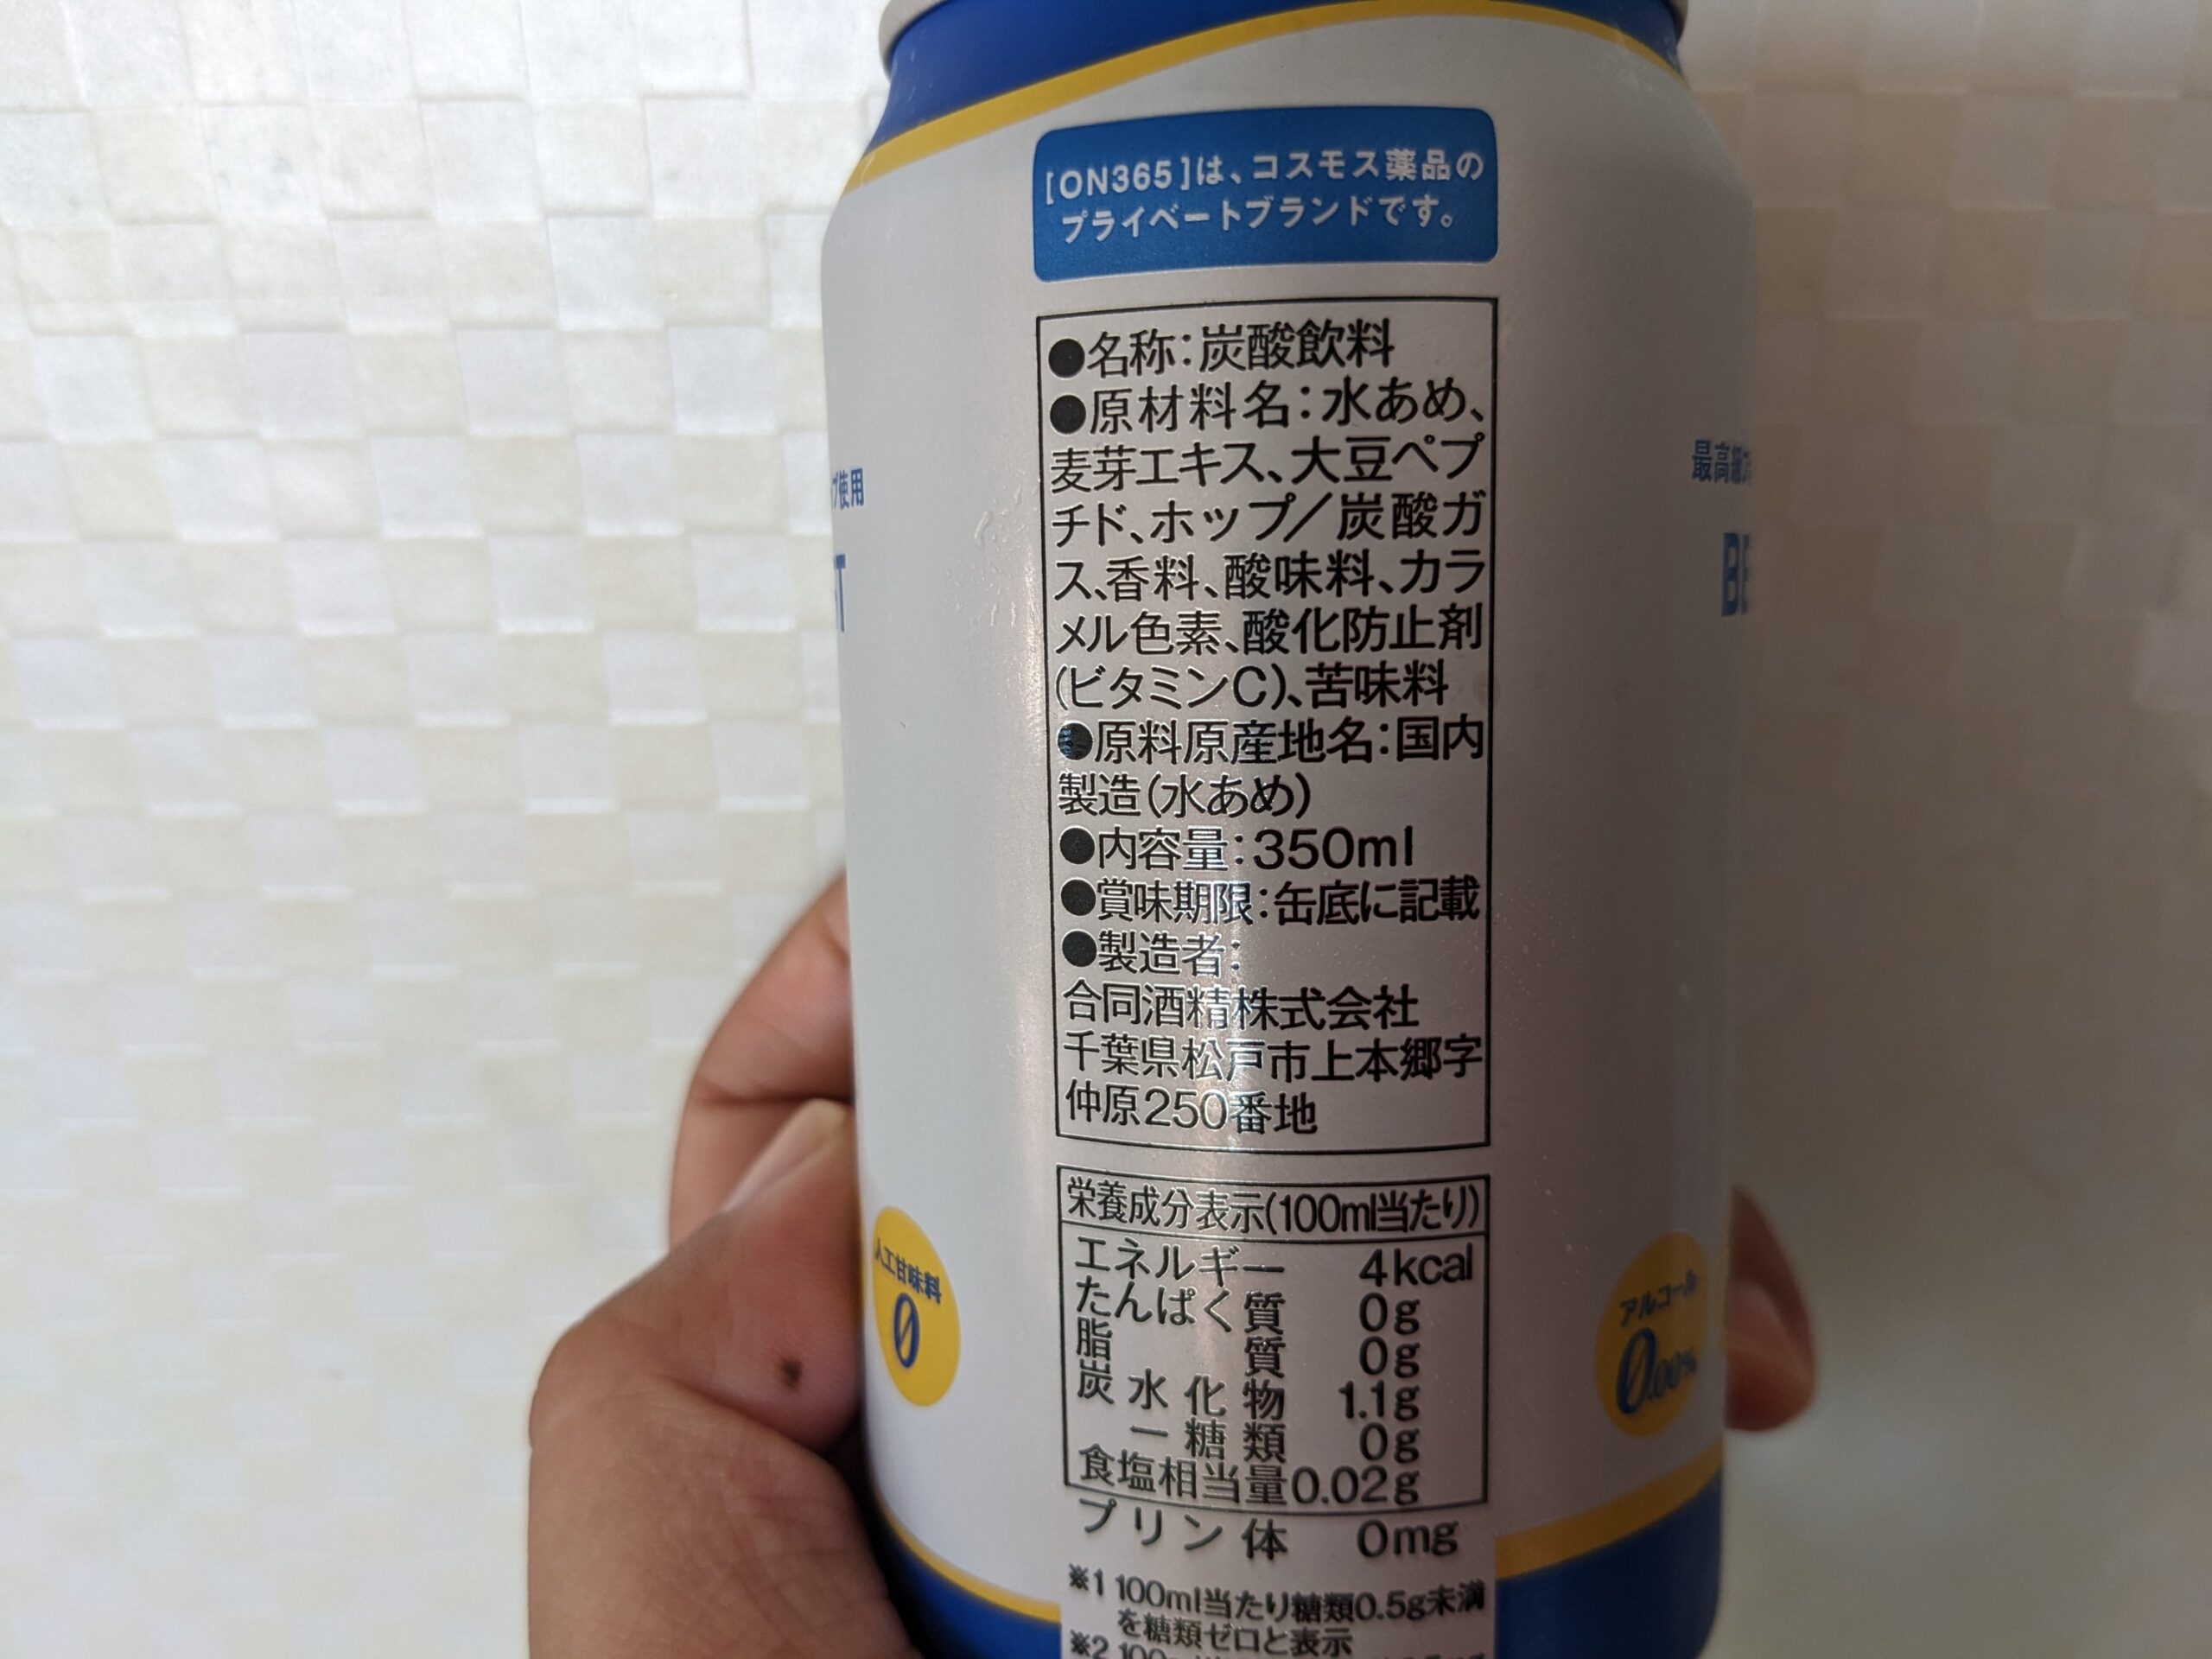 [ON365]は、コスモス薬品の
プライベートブランドです。
●名称：炭酸飲料
●原材料名：水あめ、
麦芽エキス、大豆ペプ
チド、ホップ／炭酸ガ
ス、香料、酸味料、カラ
メル色素、酸化防止剤
(ビタミンC)、苦味料
●原料原産地名：国内
製造(水あめ)
●内容量：350ml
●賞味期限：缶底に記載
●製造者：
合同酒精株式会社
千葉県松戸市上本郷字
仲原250番地
栄養成分表示(100ml当たり)
エネルギー 4kcal
たんぱく質 0g
脂質 0g
炭水化物 1.1g
ー糖類 0g
食塩相当量0.02g
プリン体 0mg
※1 100ml当たり糖類0.5g未満
を糖類ゼロと表示
※2
使用
人工甘味料
0
最高級
アルコール
0.00%